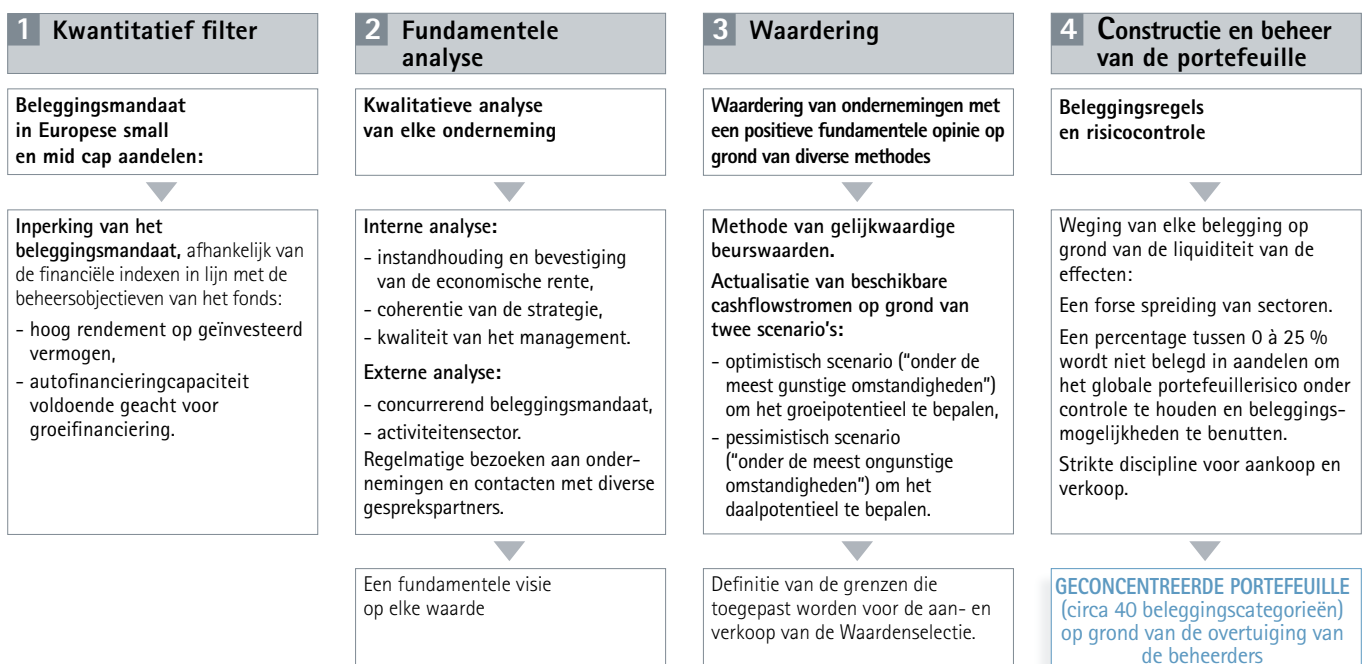 1 Kwantitatief filter
Beleggingsmandaat
in Europese small
en mid cap aandelen:
Inperking van het
beleggingsmandaat, afhankelijk van
de financiële indexen in lijn met de
beheersobjectieven van het fonds:
- hoog rendement op geïnvesteerd
vermogen,
- autofinancieringcapaciteit
voldoende geacht voor
groeifinanciering.
2 Fundamentele
analyse
Kwalitatieve analyse
van elke onderneming
Interne analyse:
- instandhouding en bevestiging
van de economische rente,
- coherentie van de strategie,
- kwaliteit van het management.
Externe analyse:
- concurrerend beleggingsmandaat,
- activiteitensector.
Regelmatige bezoeken aan onder-
nemingen en contacten met diverse
gesprekspartners.
Een fundamentele visie
op elke waarde
3 Waardering
Waardering van ondernemingen met
een positieve fundamentele opinie op
grond van diverse methodes
Methode van gelijkwaardige
beurswaarden.
Actualisatie van beschikbare
cashflowstromen op grond van
twee scenario's:
- optimistisch scenario ("onder de
meest gunstige omstandigheden")
om het groeipotentieel te bepalen,
- pessimistisch scenario
("onder de meest ongunstige
omstandigheden") om het
daalpotentieel te bepalen.
Definitie van de grenzen die
toegepast worden voor de aan- en
verkoop van de Waardenselectie.
4 Constructie en beheer
van de portefeuille
Beleggingsregels
en risicocontrole
Weging van elke belegging op
grond van de liquiditeit van de
effecten:
Een forse spreiding van sectoren.
Een percentage tussen 0 à 25 %
wordt niet belegd in aandelen om
het globale portefeuillerisico onder
controle te houden en beleggings-
mogelijkheden te benutten.
Strikte discipline voor aankoop en
verkoop.
GECONCENTREERDE PORTEFEUILLE
(circa 40 beleggingscategorieën)
op grond van de overtuiging van
de beheerders